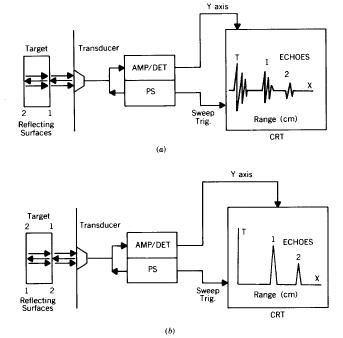 Y axis
Target
Transducer
AMP/DET
PS
T
ECHOES
1
2
X
Range (cm)
2 1
Reflecting
Surfaces
Sweep
Trig.
CRT
(a)
Y axis
Target
2 1
Transducer
AMP/DET
PS
T
ECHOES
1
2
X
Range (cm)
1 2
Reflecting
Surfaces
Sweep
Trig.
CRT
(b)